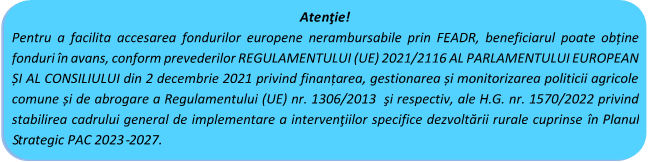 Atenţie!
Pentru a facilita accesarea fondurilor europene nerambursabile prin FEADR, beneficiarul poate obține
fonduri în avans, conform prevederilor REGULAMENTULUI (UE) 2021/2116 AL PARLAMENTULUI EUROPEAN
ȘI AL CONSILIULUI din 2 decembrie 2021 privind finanțarea, gestionarea și monitorizarea politicii agricole
comune și de abrogare a Regulamentului (UE) nr. 1306/2013 şi respectiv, ale H.G. nr. 1570/2022 privind
stabilirea cadrului general de implementare a intervenţiilor specifice dezvoltării rurale cuprinse în Planul
Strategic PAC 2023-2027.